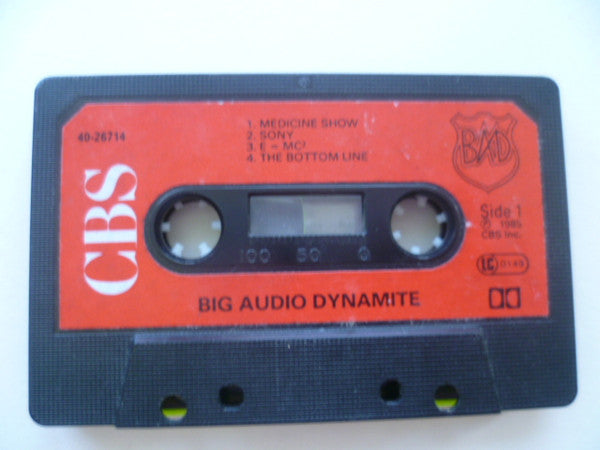 40-26714
1. MEDICINE SHOW
2. SONY
3. E = MC²
4. THE BOTTOM LINE
BAD
CBS
Side 1
℗ 1985
CBS Inc.
100 50 0
LC 0149
BIG AUDIO DYNAMITE